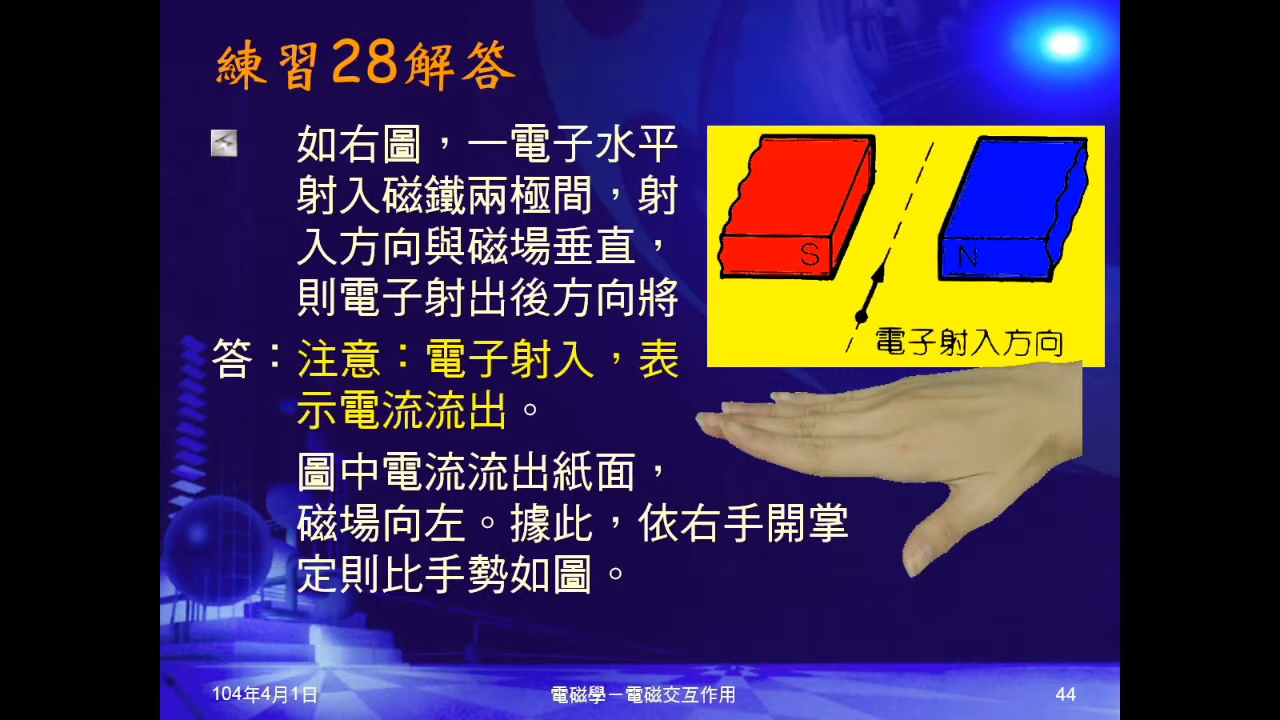 練習28解答
如右圖，一電子水平
射入磁鐵兩極間，射
入方向與磁場垂直，
則電子射出後方向將
S
N
電子射入方向
答：注意：電子射入，表
示電流流出。
圖中電流流出紙面，
磁場向左。據此，依右手開掌
定則比手勢如圖。
104年4月1日
電磁學－電磁交互作用
44